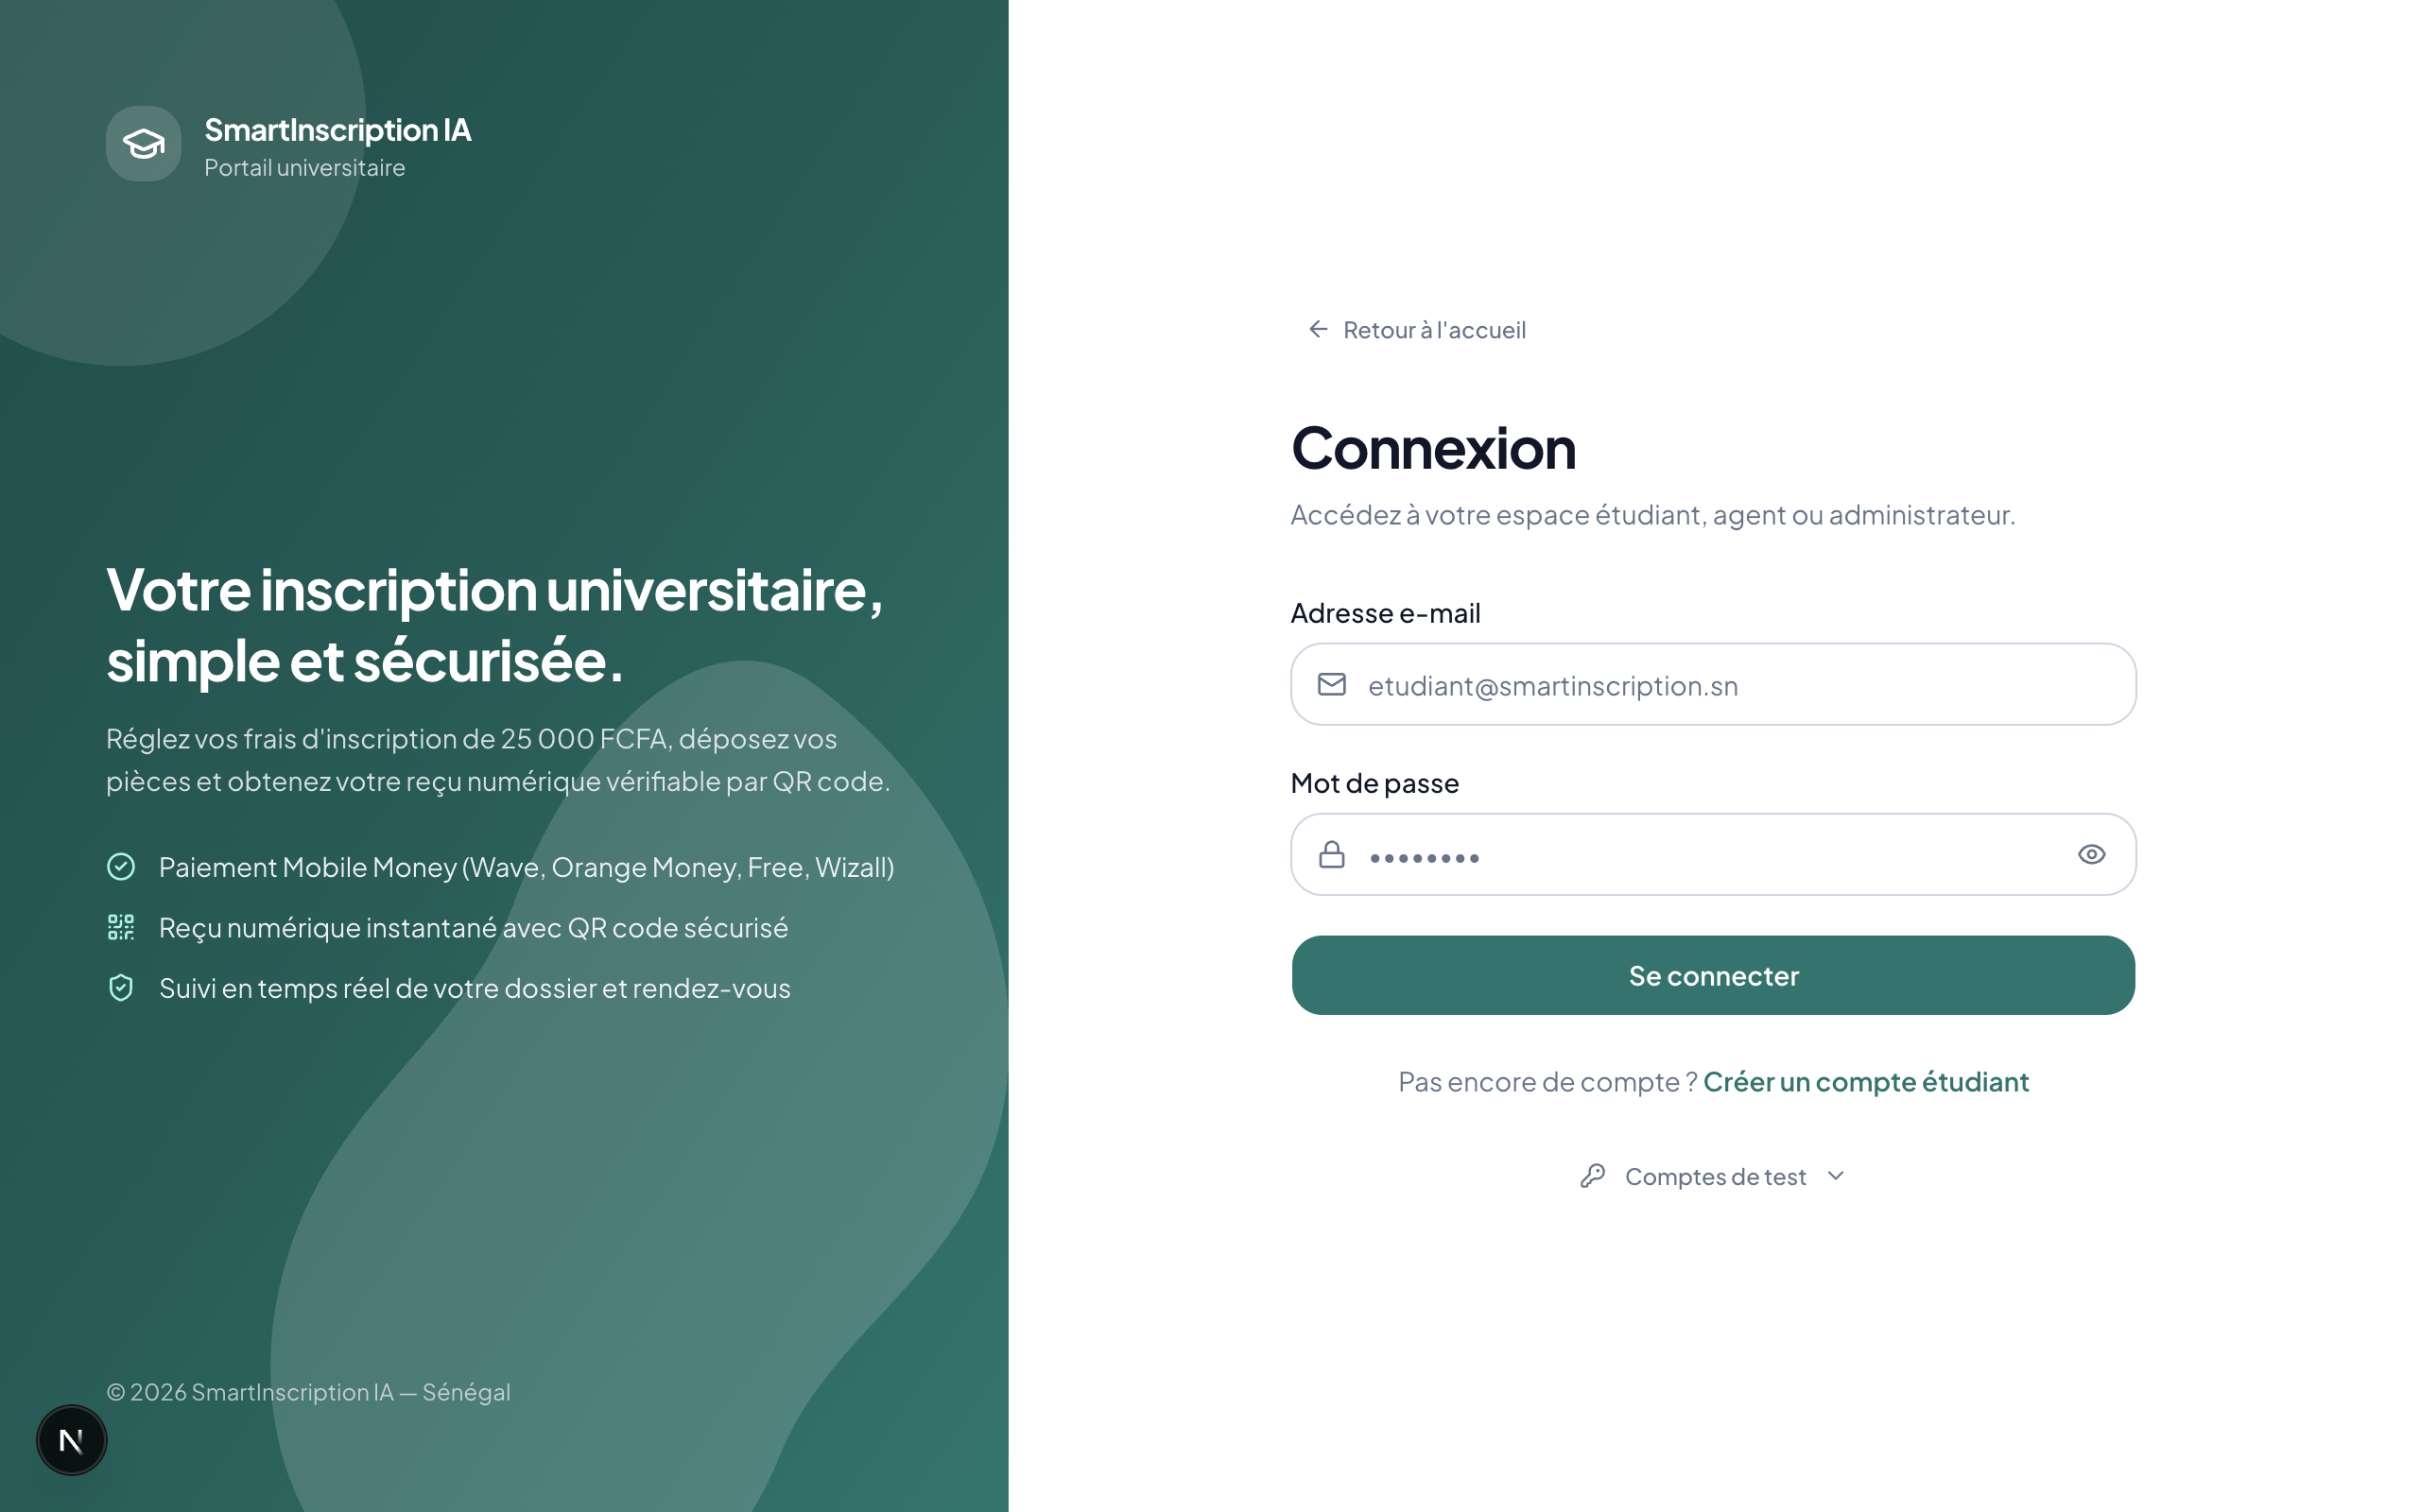 SmartInscription IA
Portail universitaire
Votre inscription universitaire,
simple et sécurisée.
Réglez vos frais d'inscription de 25 000 FCFA, déposez vos
pièces et obtenez votre reçu numérique vérifiable par QR code.
Paiement Mobile Money (Wave, Orange Money, Free, Wizall)
Reçu numérique instantané avec QR code sécurisé
Suivi en temps réel de votre dossier et rendez-vous
© 2026 SmartInscription IA — Sénégal
N
Retour à l'accueil
Connexion
Accédez à votre espace étudiant, agent ou administrateur.
Adresse e-mail
etudiant@smartinscription.sn
Mot de passe
••••••••
Se connecter
Pas encore de compte ? Créer un compte étudiant
Comptes de test